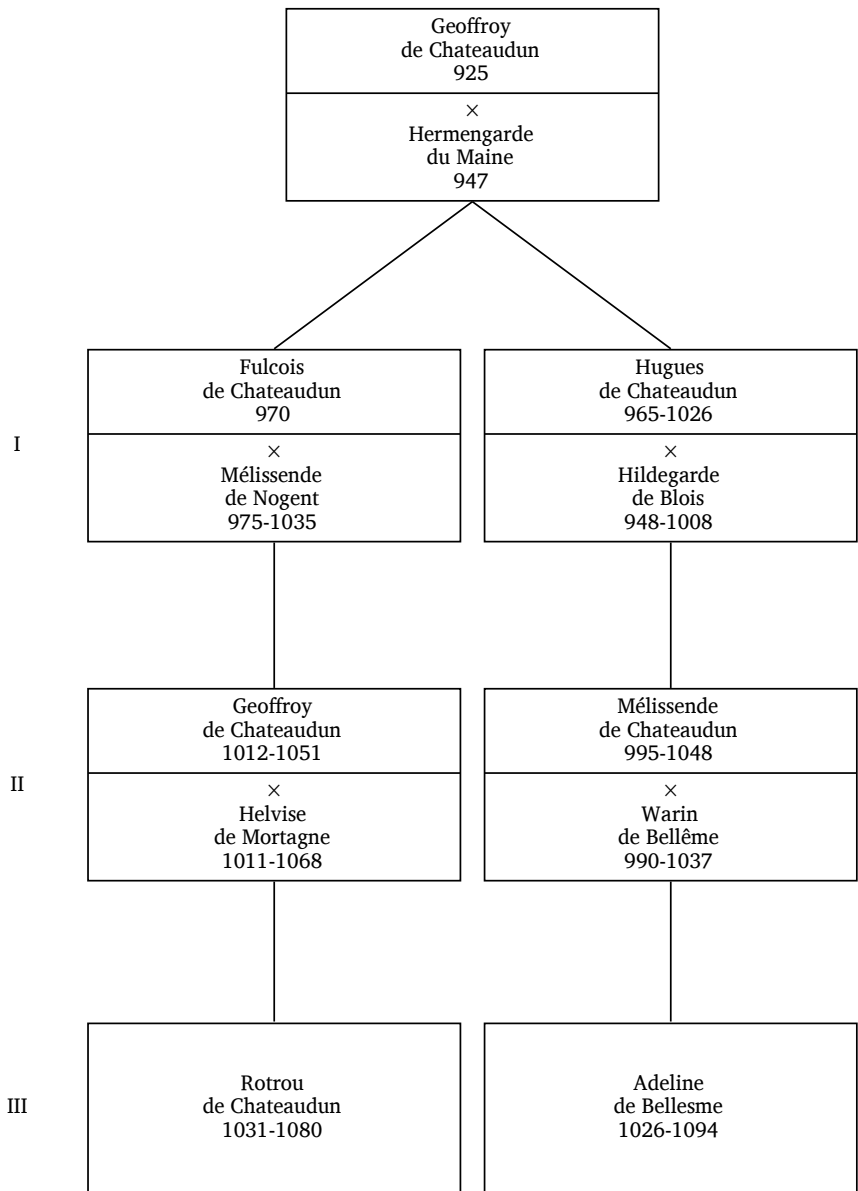 Geoffroy
de Chateaudun
925
×
Hermengarde
du Maine
947
I
Fulcois
de Chateaudun
970
×
Mélissende
de Nogent
975-1035
Hugues
de Chateaudun
965-1026
×
Hildegarde
de Blois
948-1008
II
Geoffroy
de Chateaudun
1012-1051
×
Helvise
de Mortagne
1011-1068
Mélissende
de Chateaudun
995-1048
×
Warin
de Bellême
990-1037
III
Rotrou
de Chateaudun
1031-1080
Adeline
de Bellesme
1026-1094